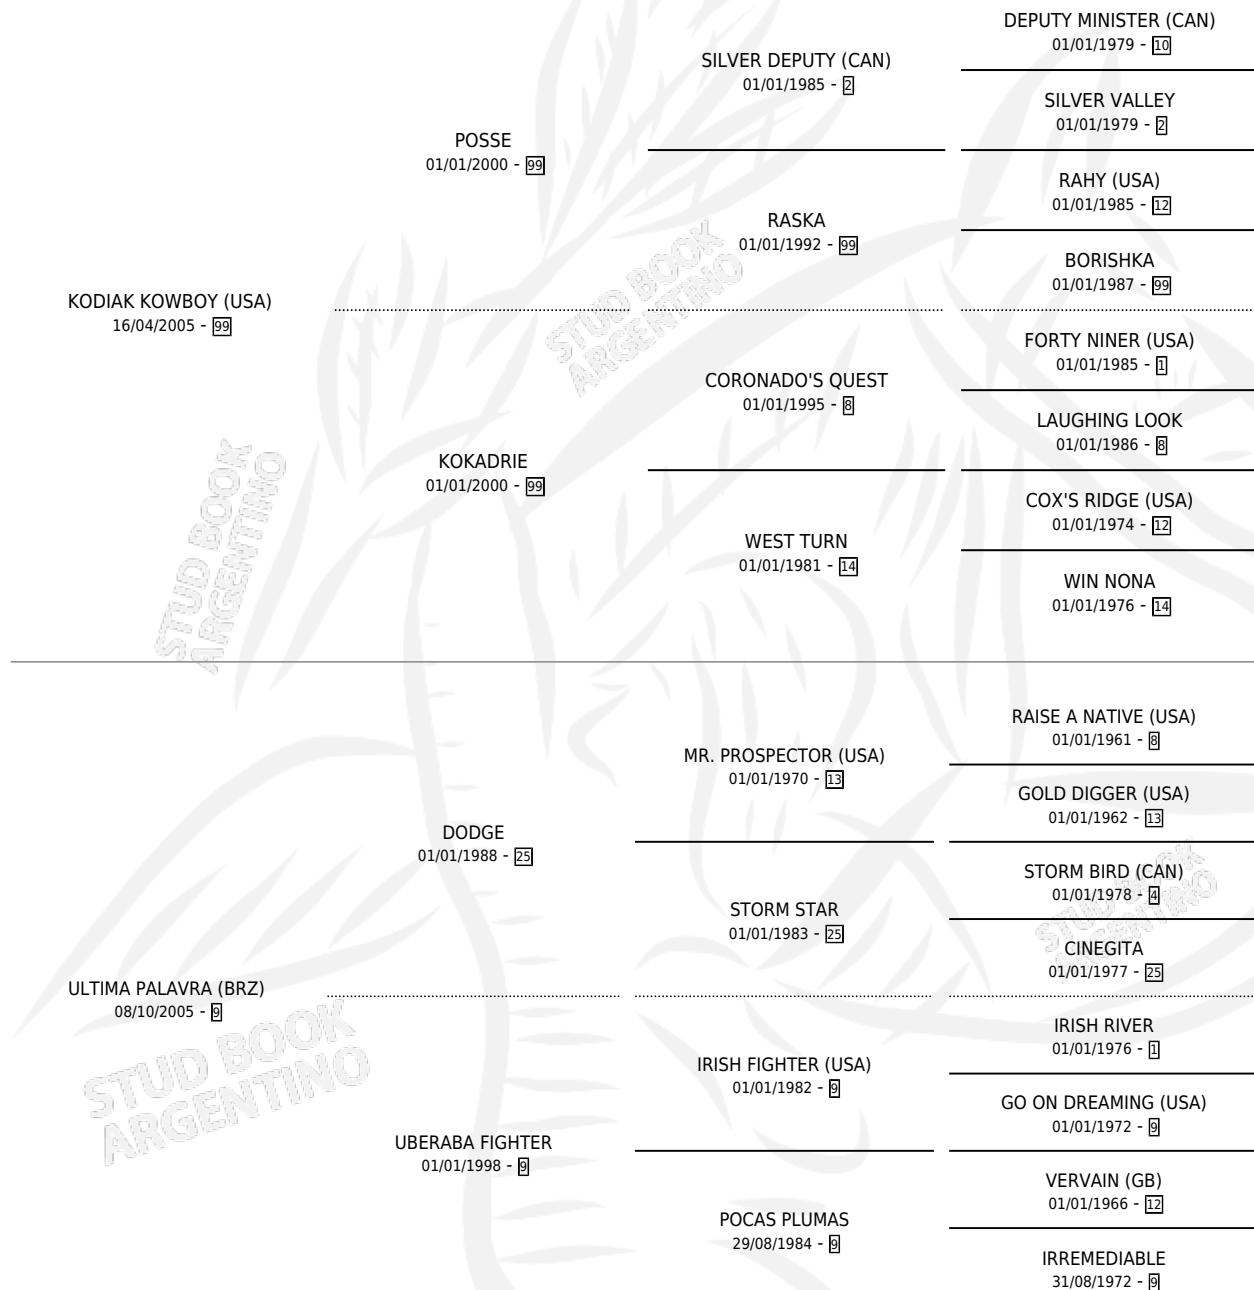 DEPUTY MINISTER (CAN)
01/01/1979 - 10
SILVER DEPUTY (CAN)
01/01/1985 - 2
SILVER VALLEY
01/01/1979 - 2
POSSE
01/01/2000 - 99
RAHY (USA)
01/01/1985 - 12
RASKA
01/01/1992 - 99
BORISHKA
01/01/1987 - 99
KODIAK KOWBOY (USA)
16/04/2005 - 99
FORTY NINER (USA)
01/01/1985 - 1
CORONADO'S QUEST
01/01/1995 - 8
LAUGHING LOOK
01/01/1986 - 8
KOKADRIE
01/01/2000 - 99
COX'S RIDGE (USA)
01/01/1974 - 12
WEST TURN
01/01/1981 - 14
WIN NONA
01/01/1976 - 14
RAISE A NATIVE (USA)
01/01/1961 - 8
MR. PROSPECTOR (USA)
01/01/1970 - 13
GOLD DIGGER (USA)
01/01/1962 - 13
DODGE
01/01/1988 - 25
STORM BIRD (CAN)
01/01/1978 - 4
STORM STAR
01/01/1983 - 25
CINEGITA
01/01/1977 - 25
ULTIMA PALAVRA (BRZ)
08/10/2005 - 9
IRISH RIVER
01/01/1976 - 1
IRISH FIGHTER (USA)
01/01/1982 - 9
GO ON DREAMING (USA)
01/01/1972 - 9
UBERABA FIGHTER
01/01/1998 - 9
VERVAIN (GB)
01/01/1966 - 12
POCAS PLUMAS
29/08/1984 - 9
IRREMEDIABLE
31/08/1972 - 9
STUD BOOK
ARGENTINO
STUD BOOK
ARGENTINO
STUD BOOK
ARGENTINO
STUD BOOK
ARGENTINO